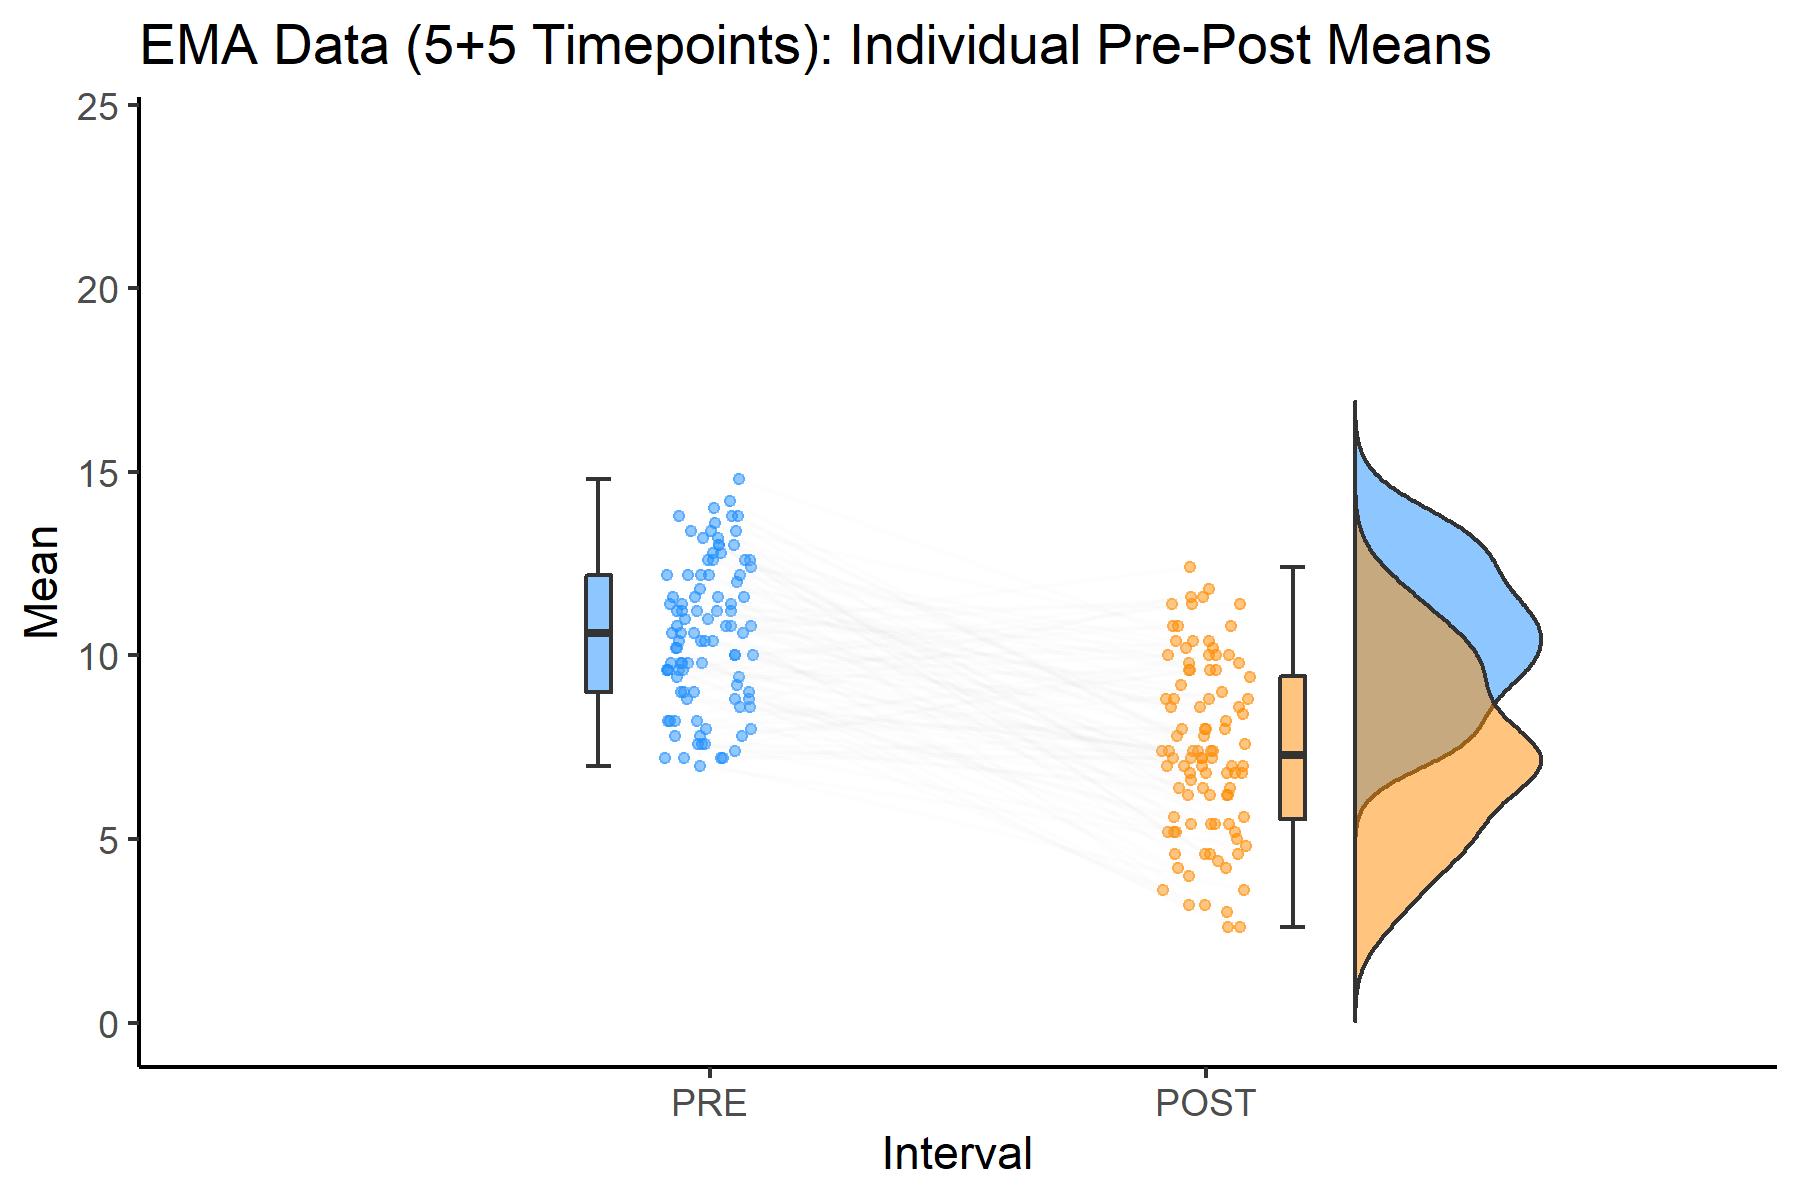 EMA Data (5+5 Timepoints): Individual Pre-Post Means
25
20
15
10
5
0
Mean
PRE
POST
Interval